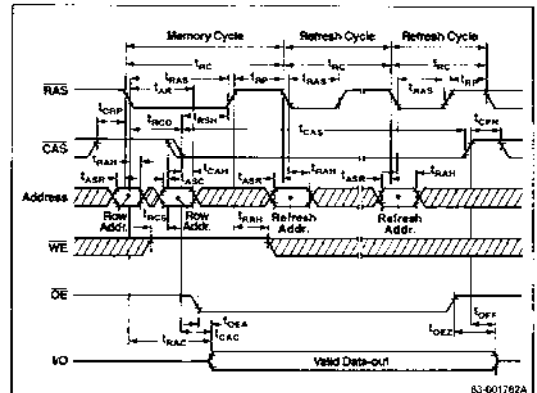 Memory Cycle Refresh Cycle Refresh Cycle
tRC tRC tRC
tRAS tRP tRAS tRAS tRP
tAR
RAS
tCRP tRCD tRSH tCAS tCPR
CAS
tRAH tASC tCAH tRAH tRAH
tASR tASR tASR
Address
Row Addr. tRCS Row Addr. tRRH Refresh Addr. Refresh Addr.
WE
OE
tOEA tOFF
tRAC tCAC tOEZ
I/O Valid Data-out
83-001762A